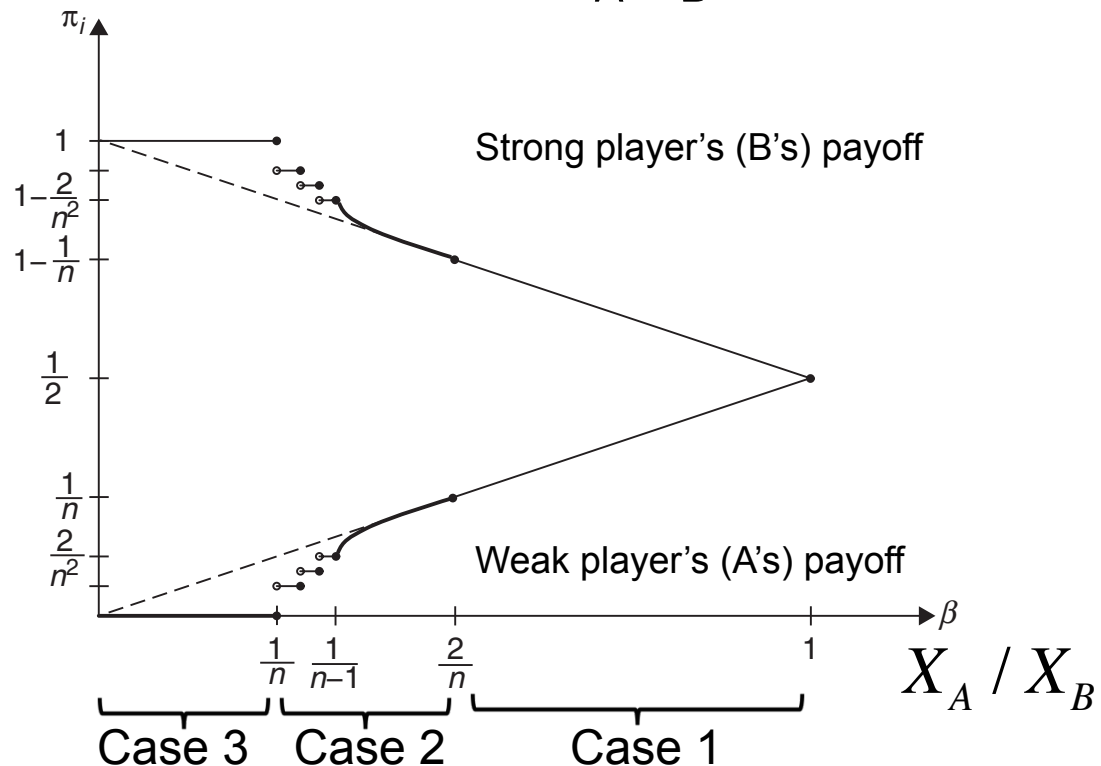 A B
πi
1
Strong player's (B's) payoff
1−2/n²
1−1/n
1/2
1/n
2/n²
Weak player's (A's) payoff
β
1/n 1/n−1 2/n 1
X_A / X_B
Case 3 Case 2 Case 1